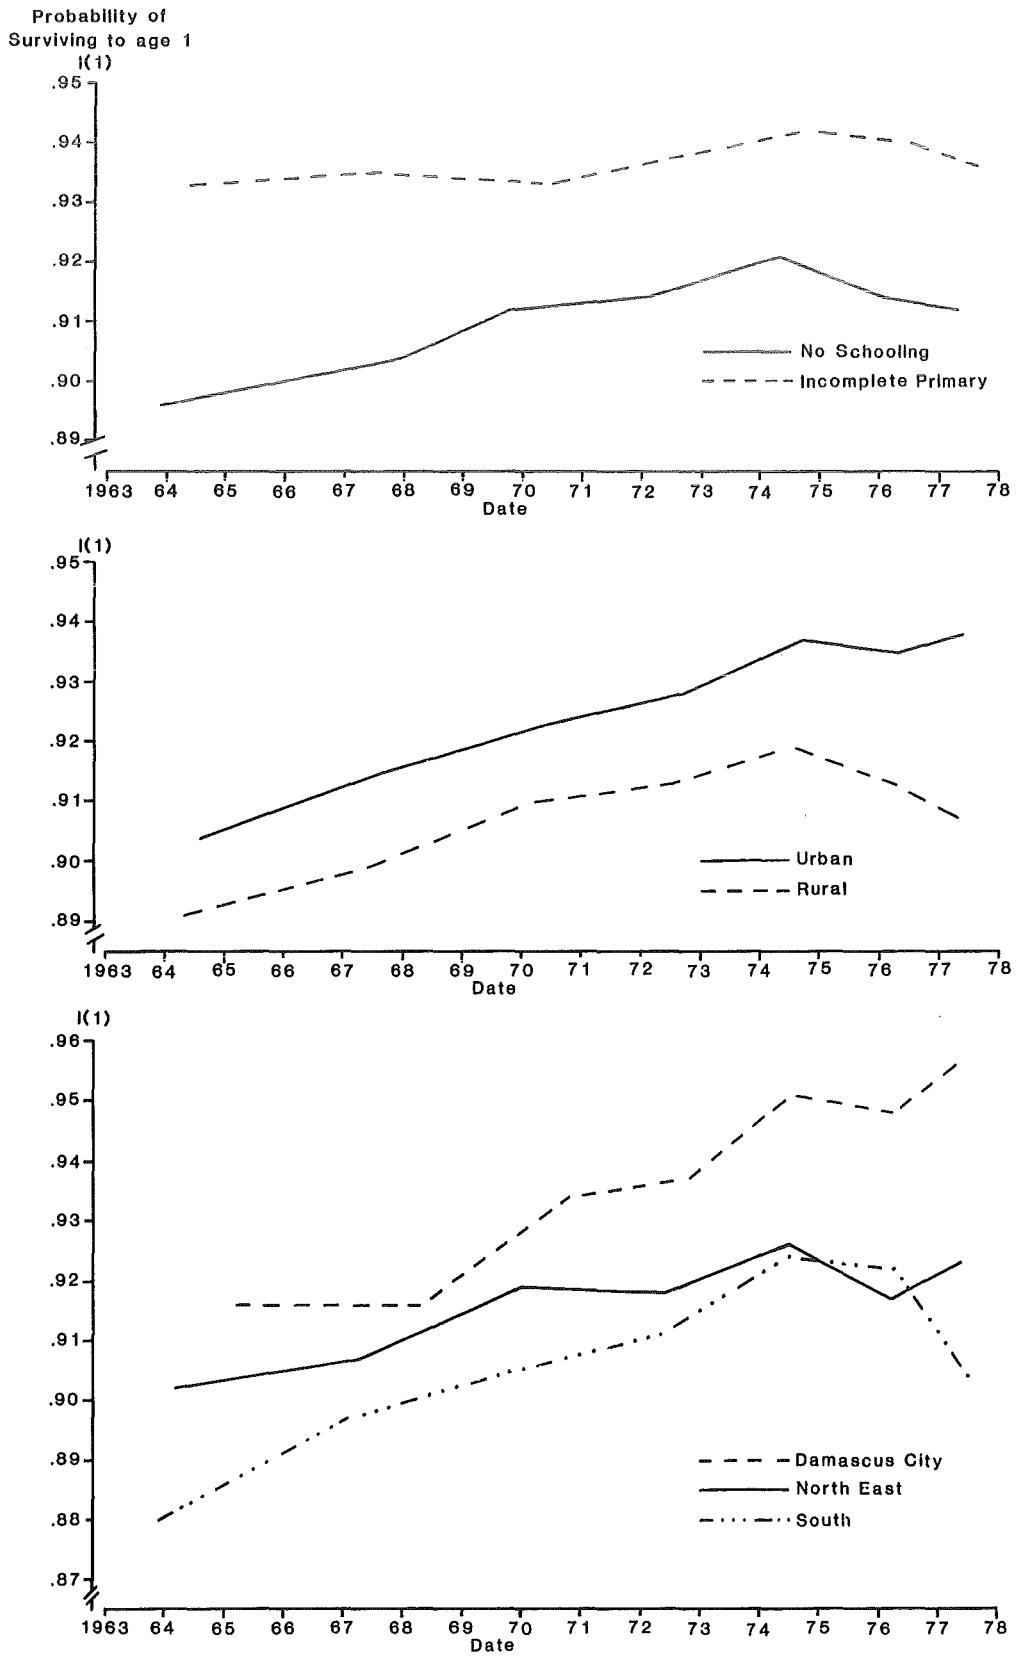 Probability of
Surviving to age 1
l(1)
.95
.94
.93
.92
.91
.90
.89
No Schooling
Incomplete Primary
1963 64 65 66 67 68 69 70 71 72 73 74 75 76 77 78
Date
l(1)
.95
.94
.93
.92
.91
.90
.89
Urban
Rural
1963 64 65 66 67 68 69 70 71 72 73 74 75 76 77 78
Date
l(1)
.96
.95
.94
.93
.92
.91
.90
.89
.88
.87
Damascus City
North East
South
1963 64 65 66 67 68 69 70 71 72 73 74 75 76 77 78
Date